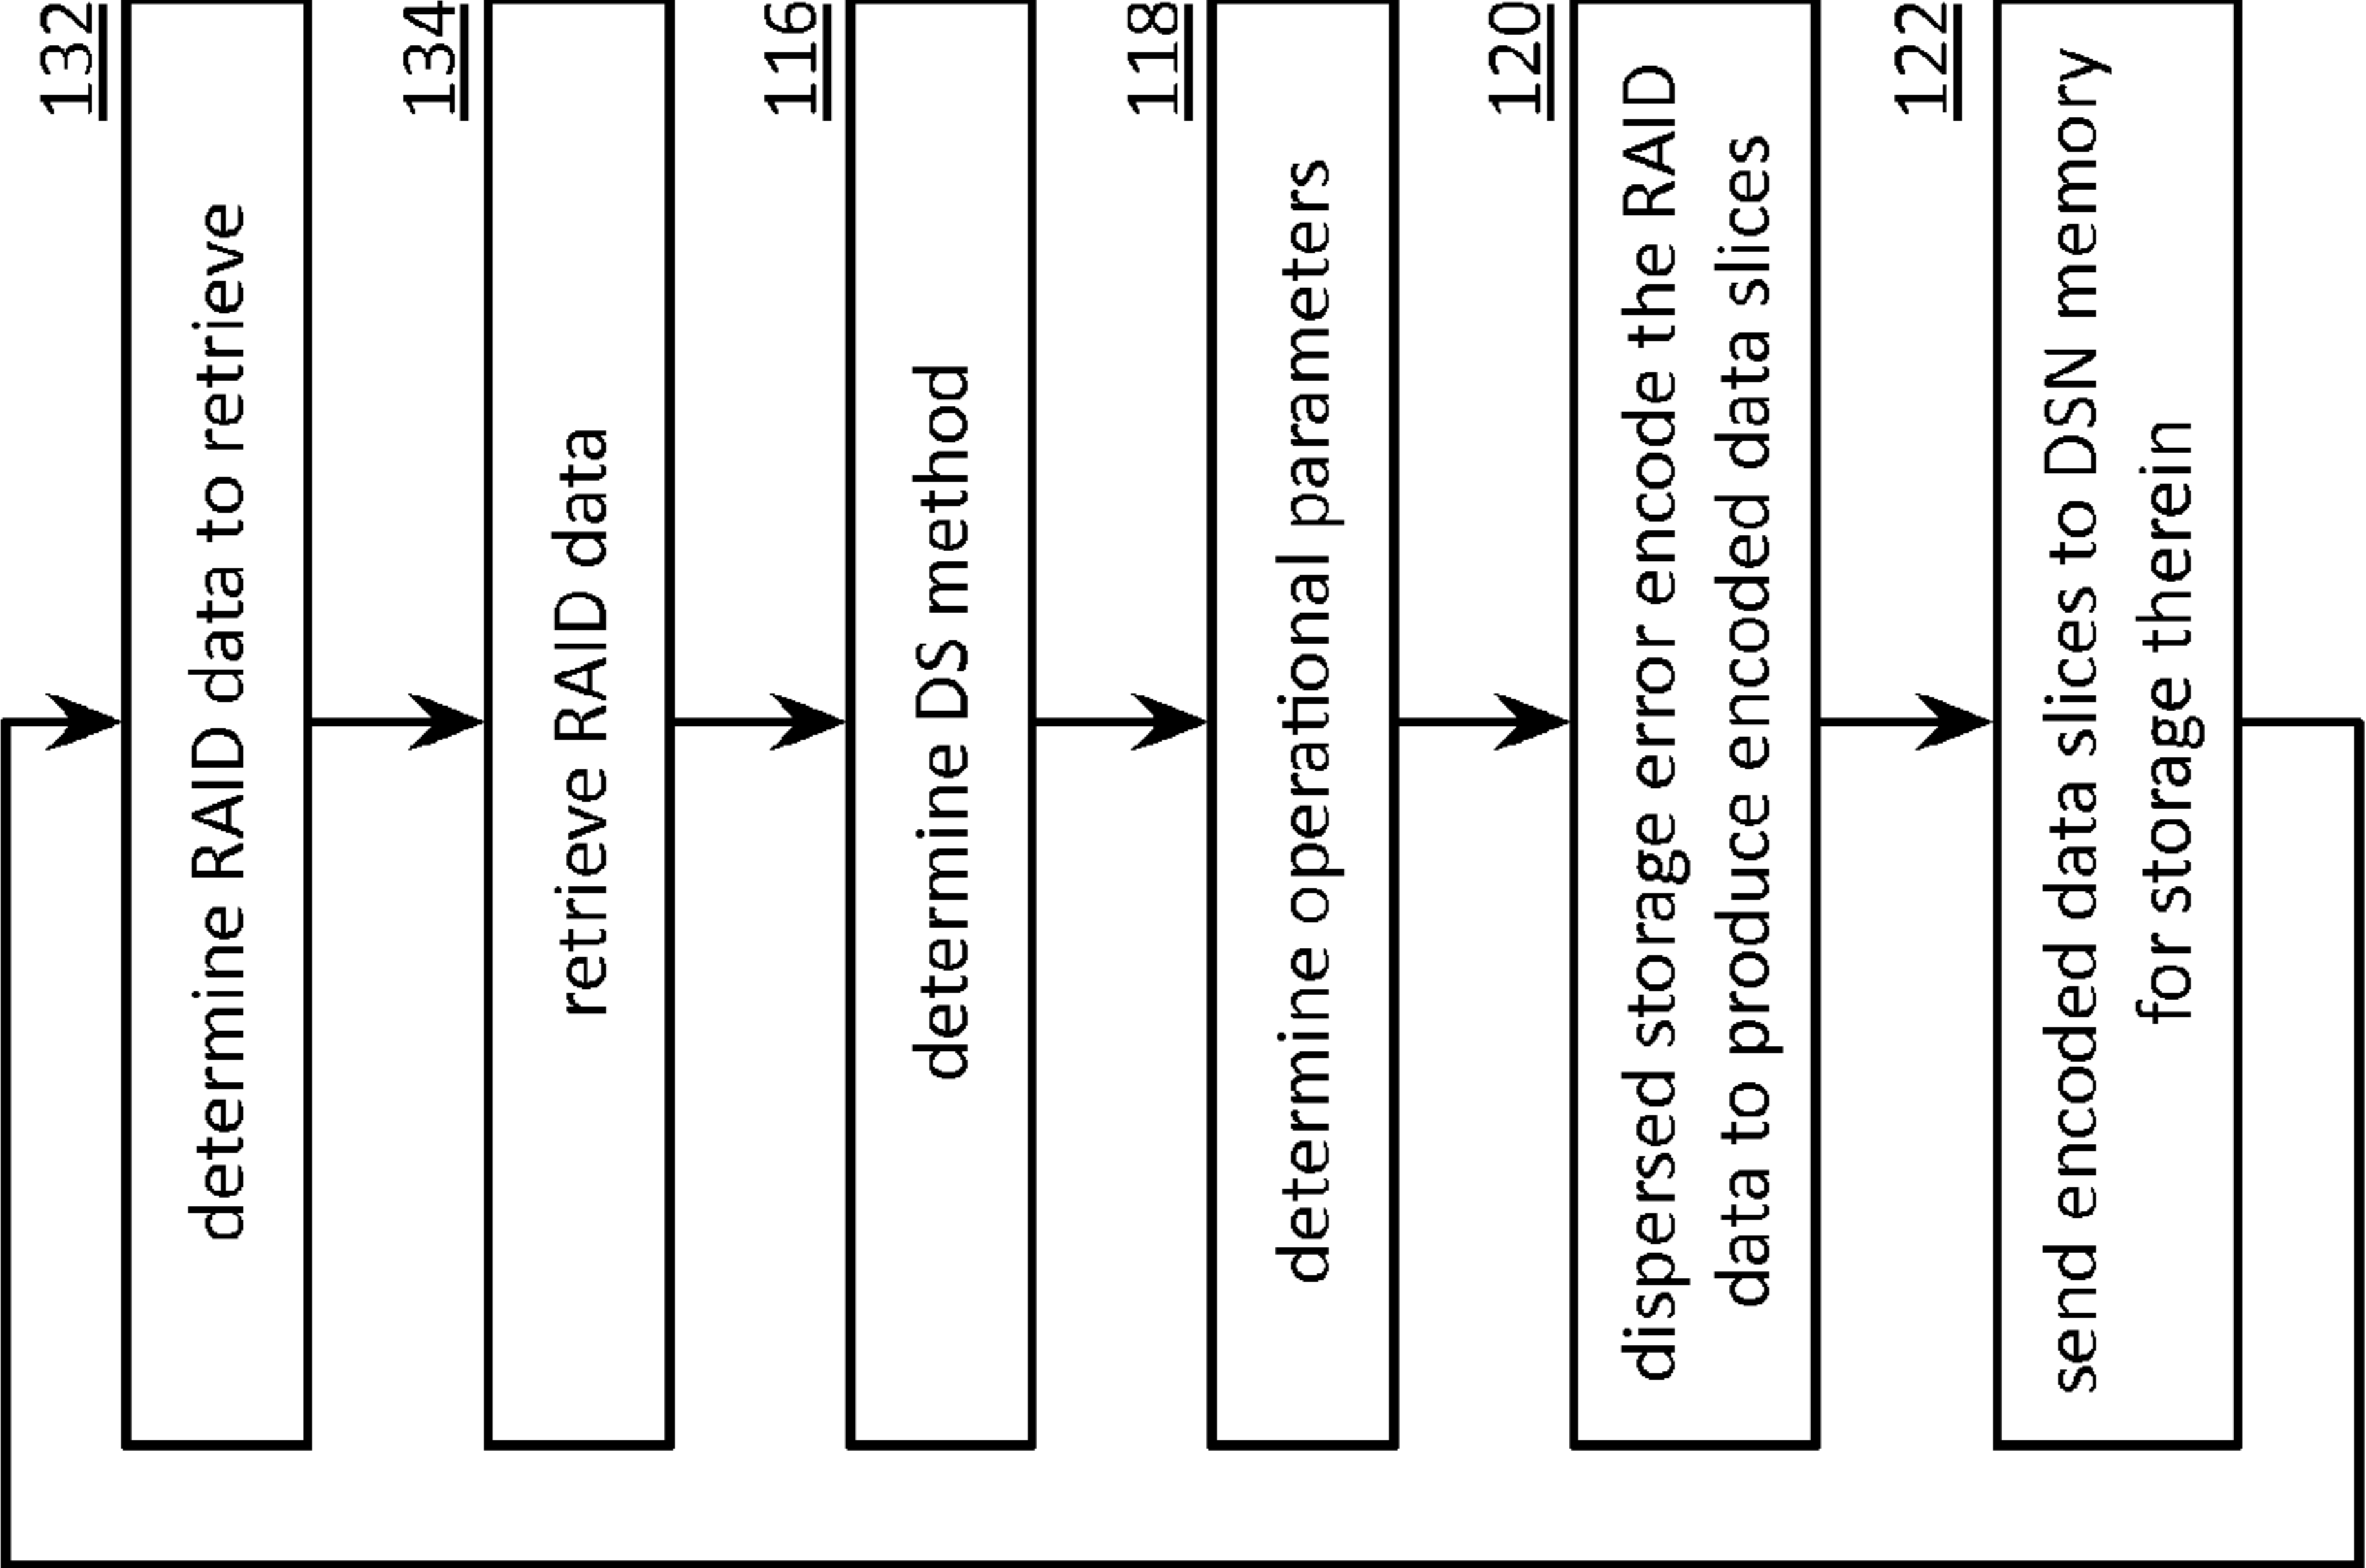 132
determine RAID data to retrieve
134
retrieve RAID data
116
determine DS method
118
determine operational parameters
120
dispersed storage error encode the RAID
data to produce encoded data slices
122
send encoded data slices to DSN memory
for storage therein